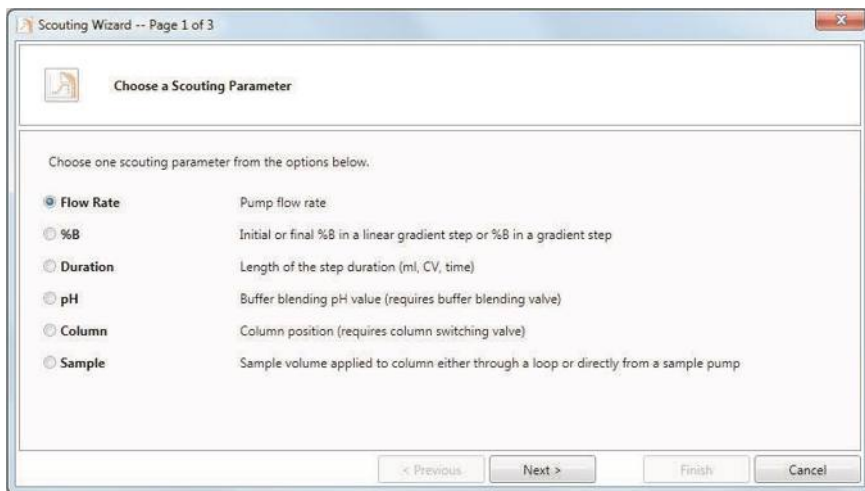 Scouting Wizard -- Page 1 of 3
Choose a Scouting Parameter
Choose one scouting parameter from the options below.
Flow Rate Pump flow rate
%B Initial or final %B in a linear gradient step or %B in a gradient step
Duration Length of the step duration (ml, CV, time)
pH Buffer blending pH value (requires buffer blending valve)
Column Column position (requires column switching valve)
Sample Sample volume applied to column either through a loop or directly from a sample pump
< Previous Next > Finish Cancel